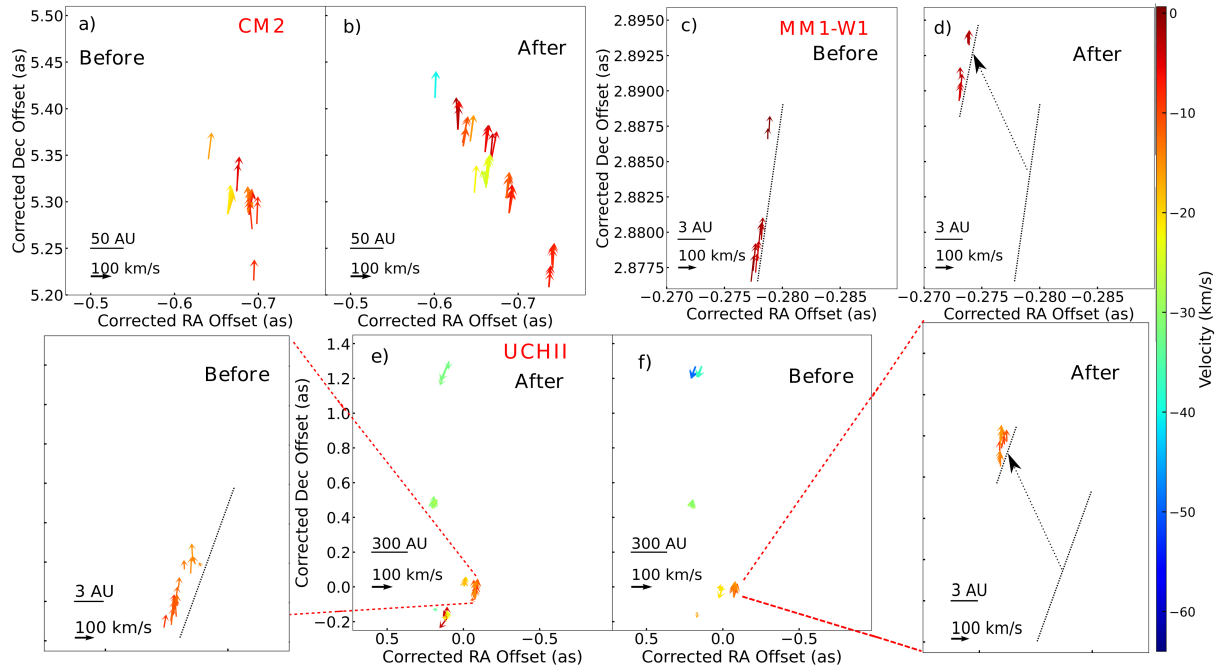 a)
CM2
Before
5.50
5.45
5.40
5.35
5.30
5.25
5.20
Corrected Dec Offset (as)
50 AU
100 km/s
−0.5
−0.6
−0.7
Corrected RA Offset (as)
b)
After
50 AU
100 km/s
−0.5
−0.6
−0.7
Corrected RA Offset (as)
c)
MM1-W1
Before
2.8950
2.8925
2.8900
2.8875
2.8850
2.8825
2.8800
2.8775
Corrected Dec Offset (as)
3 AU
100 km/s
−0.270
−0.275
−0.280
−0.285
Corrected RA Offset (as)
d)
After
3 AU
100 km/s
−0.270
−0.275
−0.280
−0.285
Corrected RA Offset (as)
Before
3 AU
100 km/s
e)
UCHII
After
1.4
1.2
1.0
0.8
0.6
0.4
0.2
0.0
−0.2
Corrected Dec Offset (as)
300 AU
100 km/s
0.5
0.0
−0.5
Corrected RA Offset (as)
f)
Before
300 AU
100 km/s
0.5
0.0
−0.5
Corrected RA Offset (as)
After
3 AU
100 km/s
0
−10
−20
−30
−40
−50
−60
Velocity (km/s)